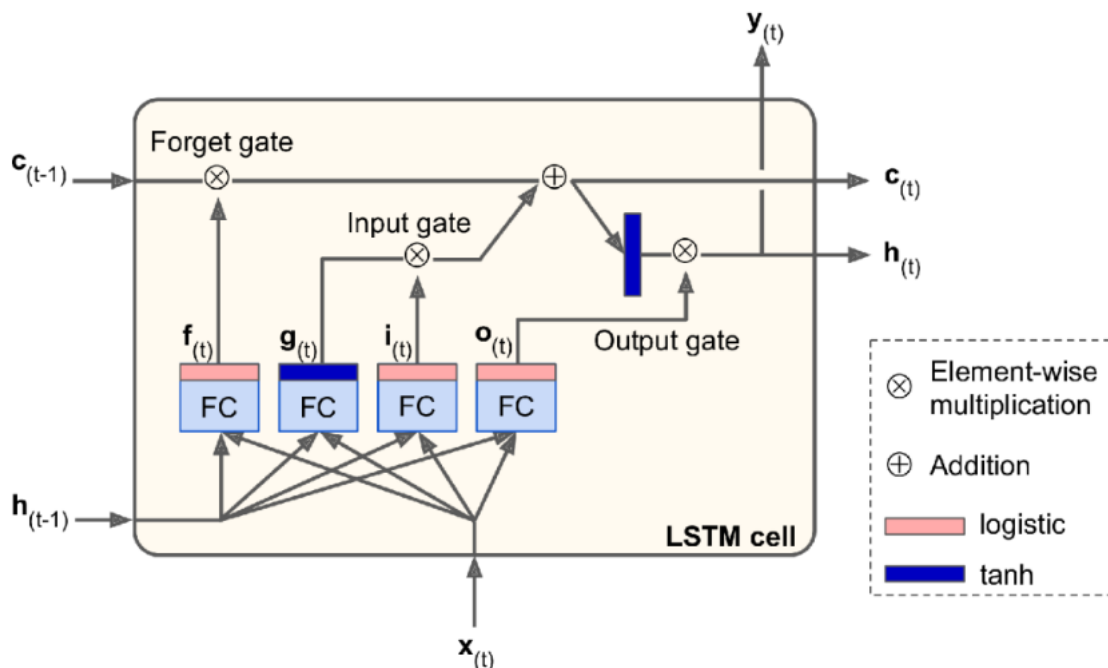 y(t)
Forget gate
c(t-1)
c(t)
Input gate
h(t)
f(t)
g(t)
i(t)
o(t)
Output gate
FC
FC
FC
FC
⊗ Element-wise
multiplication
⊕ Addition
h(t-1)
logistic
LSTM cell
tanh
x(t)